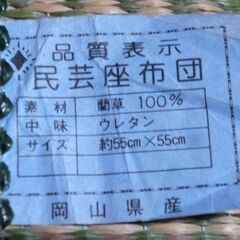 品質表示
民芸座布団
素材 藺草 100%
中味 ウレタン
サイズ 約55cm×55cm
岡山県産